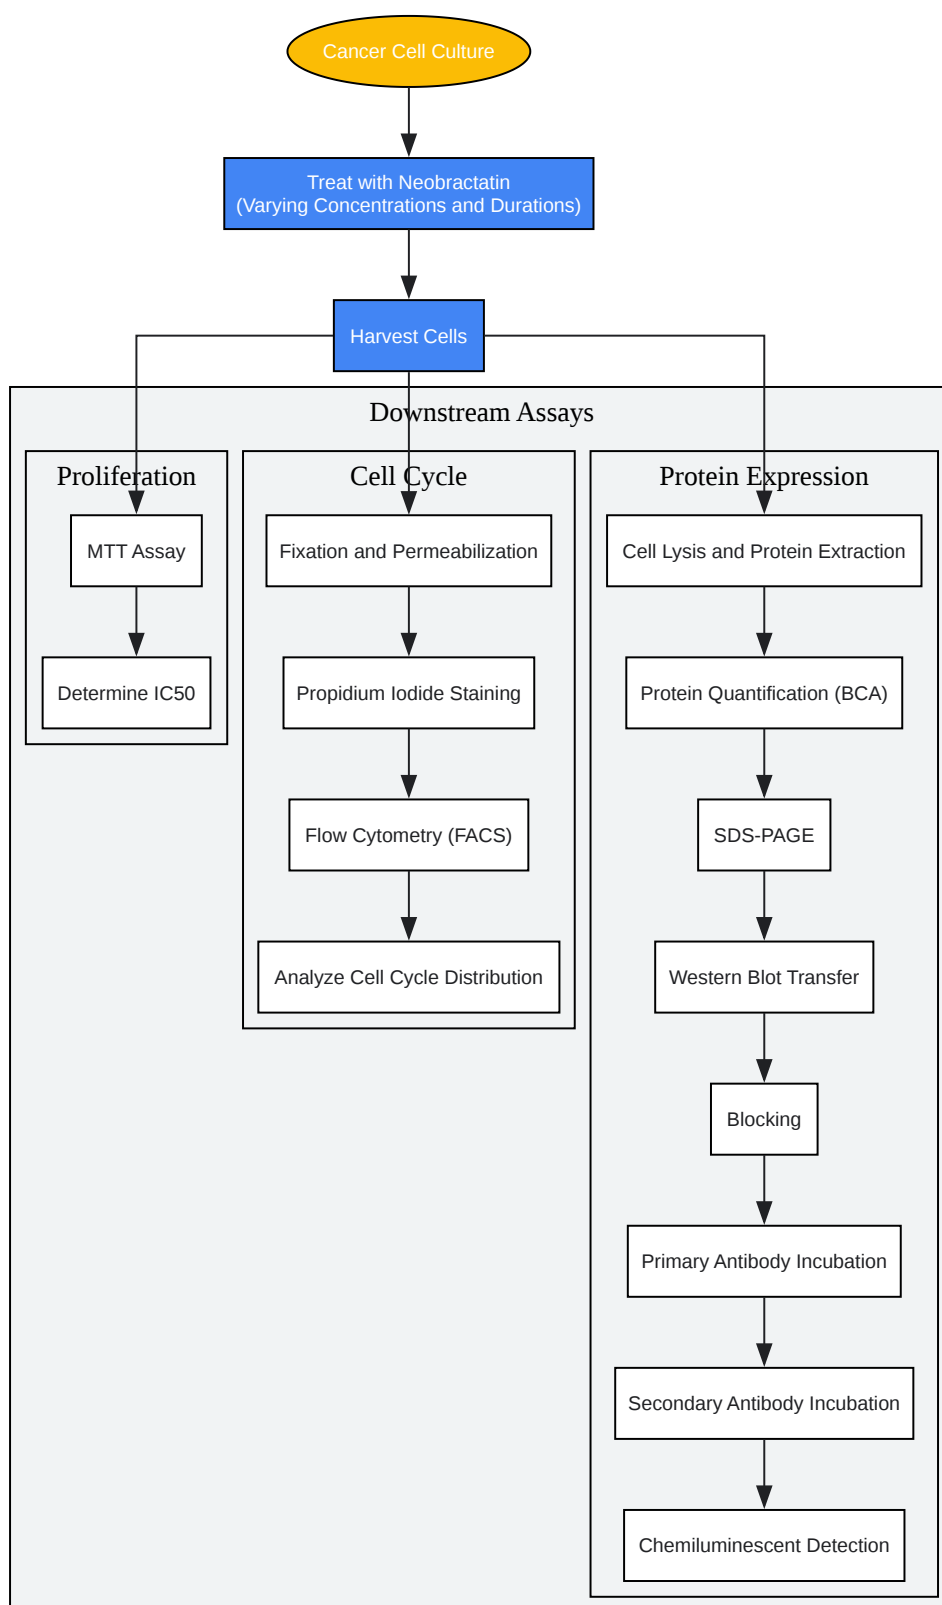 Cancer Cell Culture
Treat with Neobractatin
(Varying Concentrations and Durations)
Harvest Cells
Downstream Assays
Proliferation
MTT Assay
Determine IC50
Cell Cycle
Fixation and Permeabilization
Propidium Iodide Staining
Flow Cytometry (FACS)
Analyze Cell Cycle Distribution
Protein Expression
Cell Lysis and Protein Extraction
Protein Quantification (BCA)
SDS-PAGE
Western Blot Transfer
Blocking
Primary Antibody Incubation
Secondary Antibody Incubation
Chemiluminescent Detection